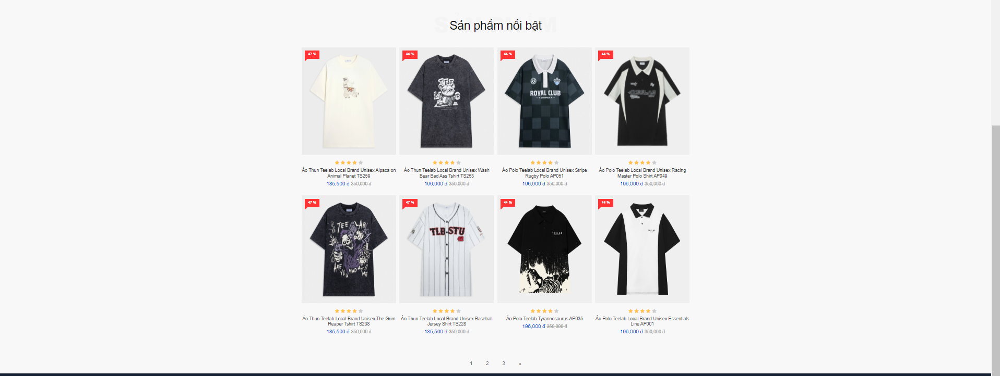 Sản phẩm nổi bật
47 %
44 %
44 %
44 %
ROYAL CLUB
Áo Thun Teelab Local Brand Unisex Alpaca on
Animal Planet TS259
185,500 đ 350,000 đ
Áo Thun Teelab Local Brand Unisex Wash
Bear Bad Ass Tshirt TS253
196,000 đ 350,000 đ
Áo Polo Teelab Local Brand Unisex Stripe
Rugby Polo AP051
196,000 đ 350,000 đ
Áo Polo Teelab Local Brand Unisex Racing
Master Polo Shirt AP049
196,000 đ 350,000 đ
47 %
47 %
44 %
44 %
TEELAB
ARE YOU MAD AT ME
TLB STU
TEELAB
TEELAB
Áo Thun Teelab Local Brand Unisex The Grim
Reaper Tshirt TS238
185,500 đ 350,000 đ
Áo Thun Teelab Local Brand Unisex Baseball
Jersey Shirt TS228
185,500 đ 350,000 đ
Áo Polo Teelab Tyrannosaurus AP035
196,000 đ 350,000 đ
Áo Polo Teelab Local Brand Unisex Essentials
Line AP001
196,000 đ 350,000 đ
1 2 3 »